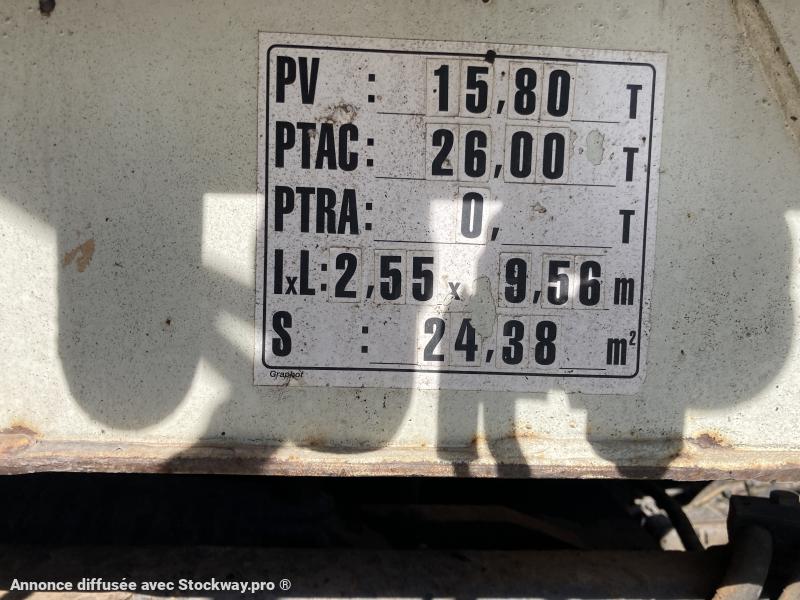 PV : 15,80 T
PTAC: 26,00 T
PTRA: 0, T
IxL: 2,55 x 9,56 m
S : 24,38 m²
Graphot
Annonce diffusée avec Stockway.pro ®